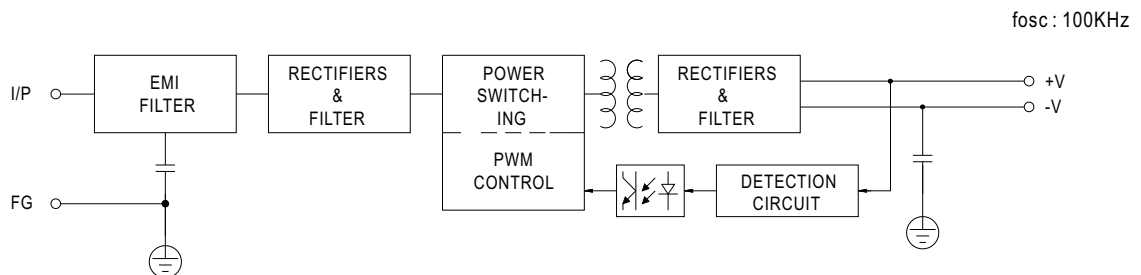 fosc : 100KHz
I/P
EMI
FILTER
RECTIFIERS
&
FILTER
POWER
SWITCH-
ING
PWM
CONTROL
RECTIFIERS
&
FILTER
+V
-V
DETECTION
CIRCUIT
FG